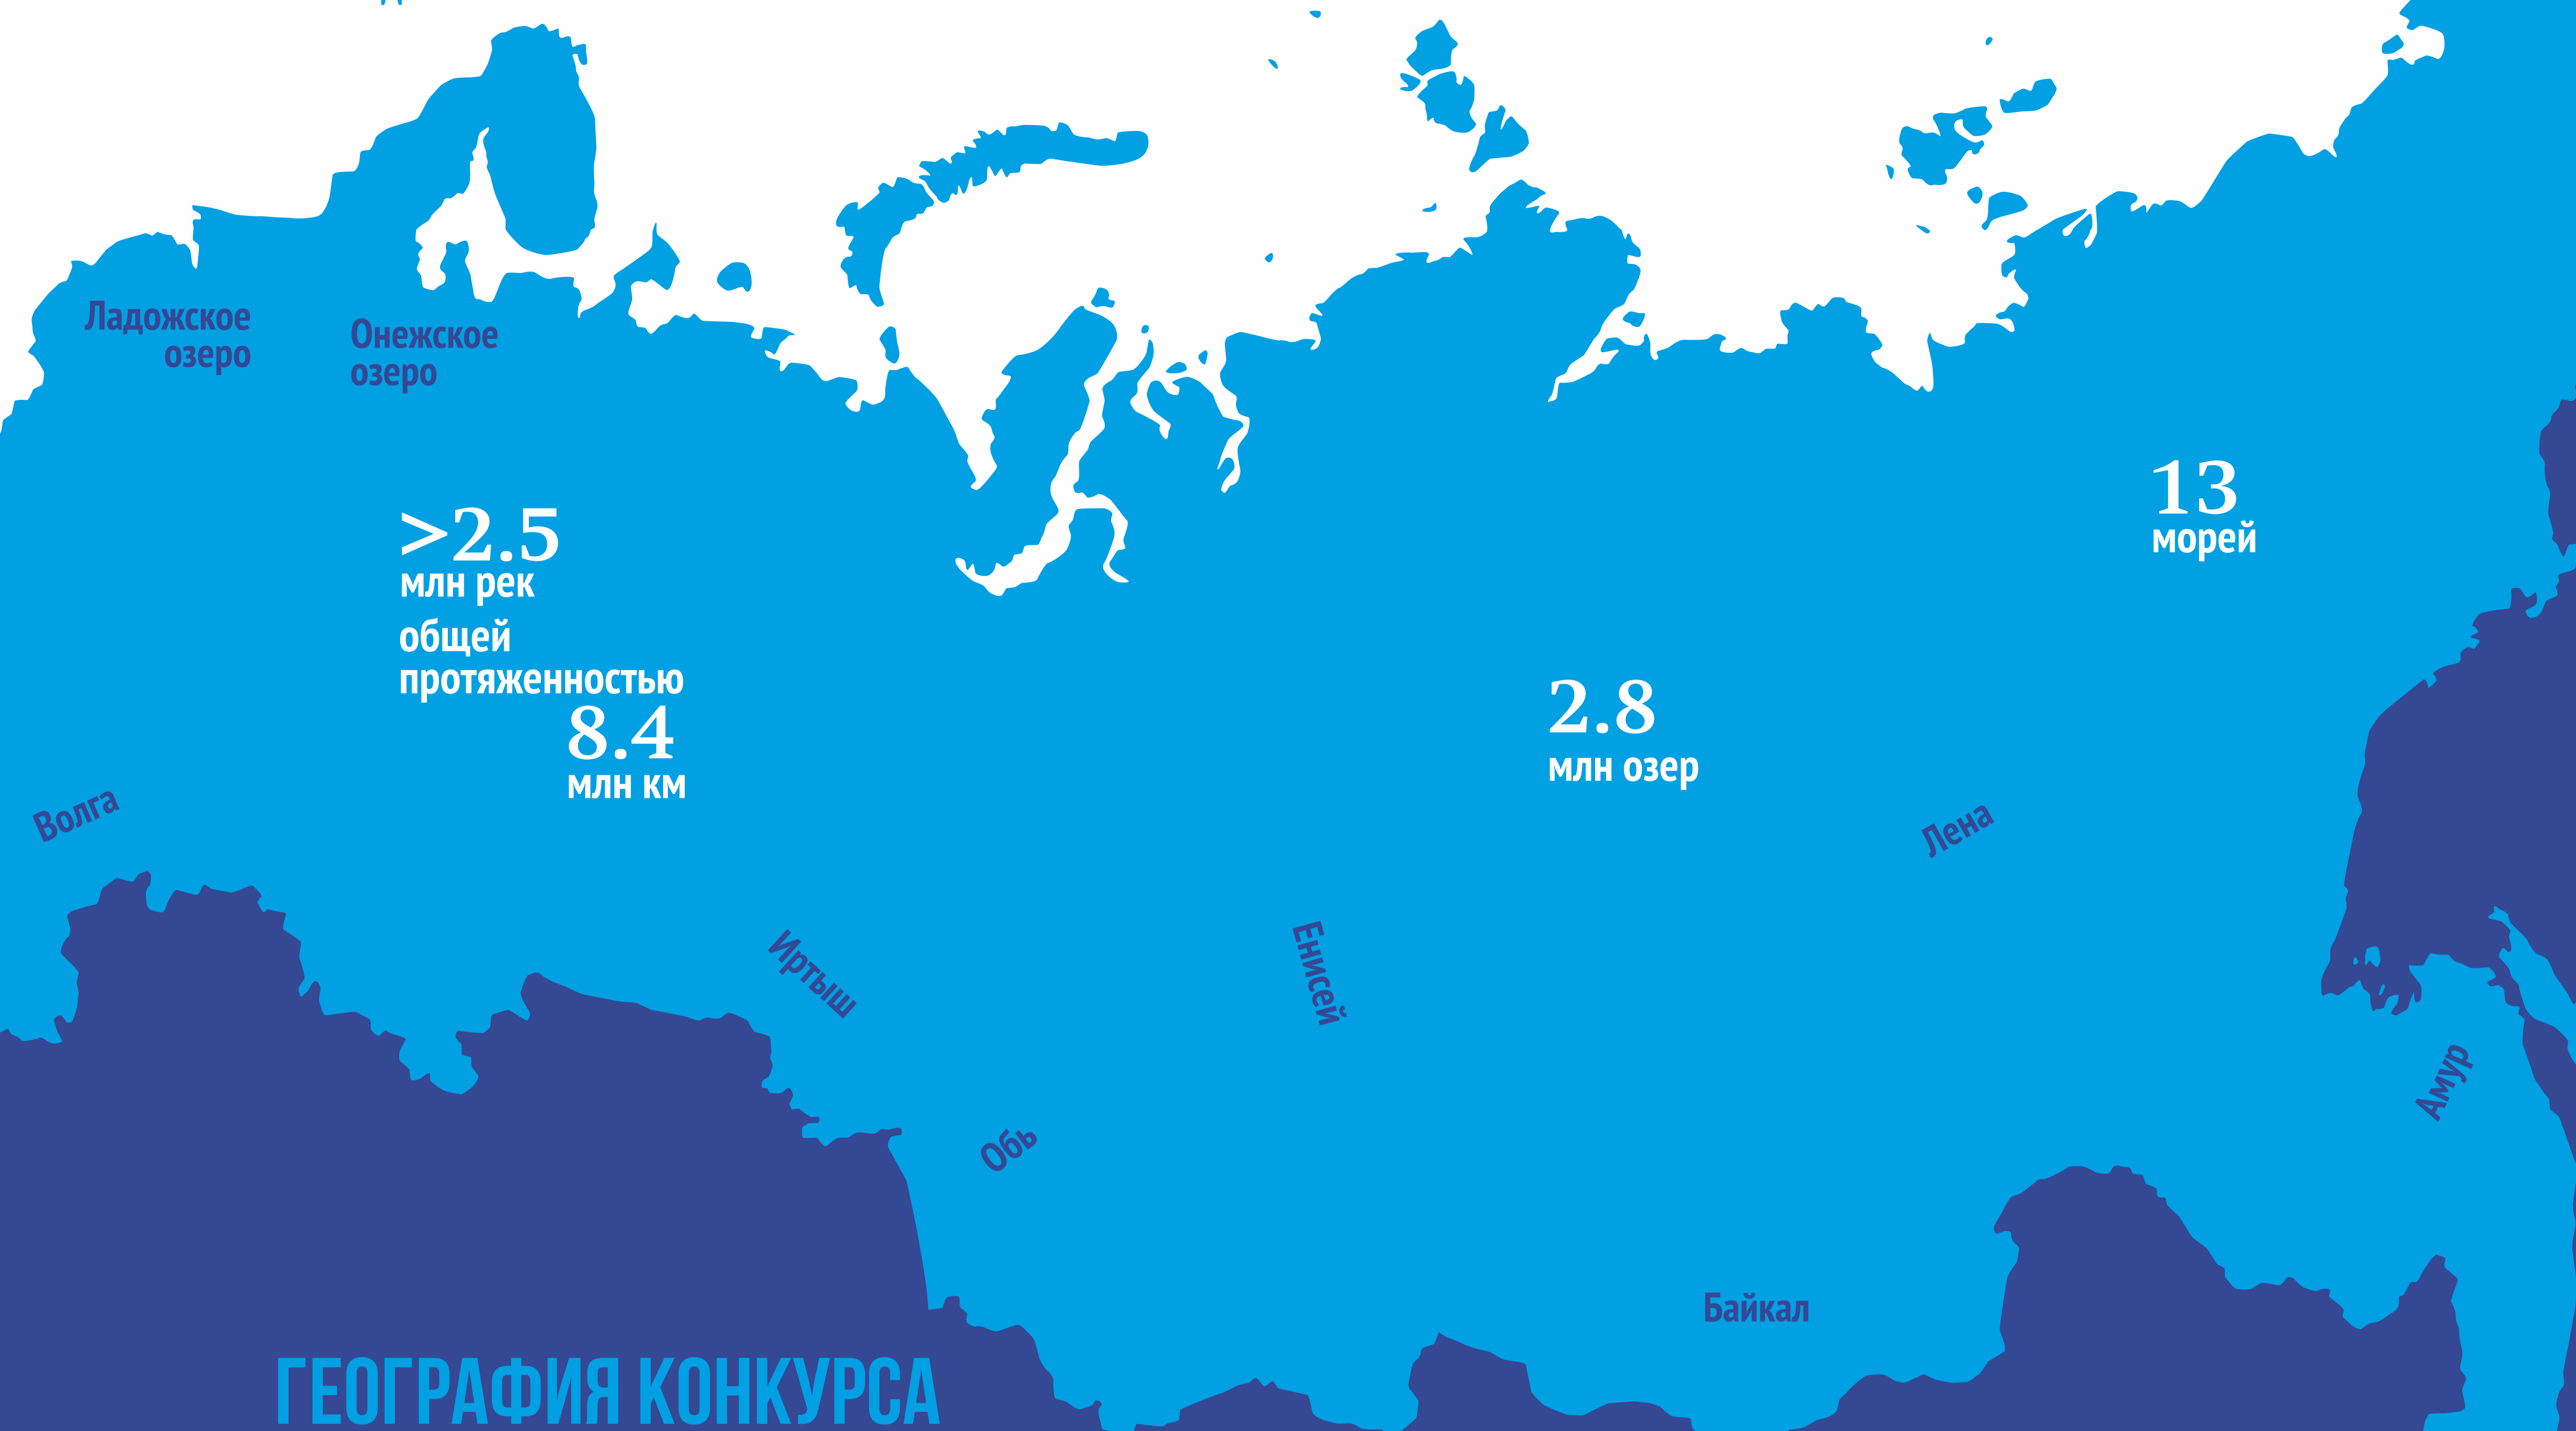 Ладожское
озеро
Онежское
озеро
>2.5
млн рек
общей
протяженностью
8.4
млн км
13
морей
2.8
млн озер
Волга
Лена
Иртыш
Енисей
Обь
Амур
Байкал
ГЕОГРАФИЯ КОНКУРСА